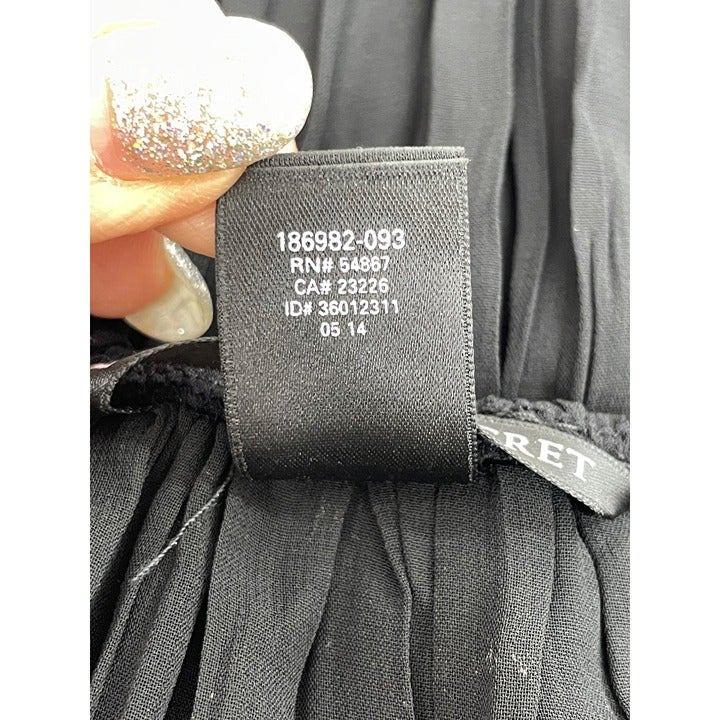 186982-093
RN# 54867
CA# 23226
ID# 36012311
05 14
CRET